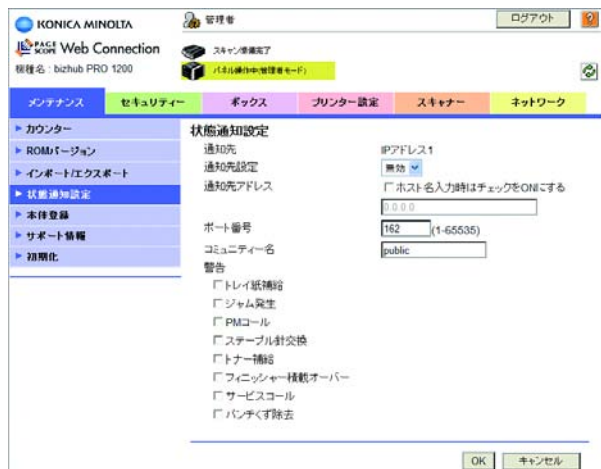 KONICA MINOLTA
管理者
ログアウト
?
PAGE SCOPE Web Connection
スキャン準備完了
機種名 : bizhub PRO 1200
パネル操作中(管理者モード)
メンテナンス
セキュリティー
ボックス
プリンター設定
スキャナー
ネットワーク
カウンター
ROMバージョン
インポート/エクスポート
状態通知設定
本体登録
サポート情報
初期化
状態通知設定
通知先 IPアドレス1
通知先設定 無効
通知先アドレス ホスト名入力時はチェックをONにする
0.0.0.0
ポート番号 162 (1-65535)
コミュニティー名 public
警告
トレイ紙補給
ジャム発生
PMコール
ステープル針交換
トナー補給
フィニッシャー積載オーバー
サービスコール
パンチくず除去
OK キャンセル